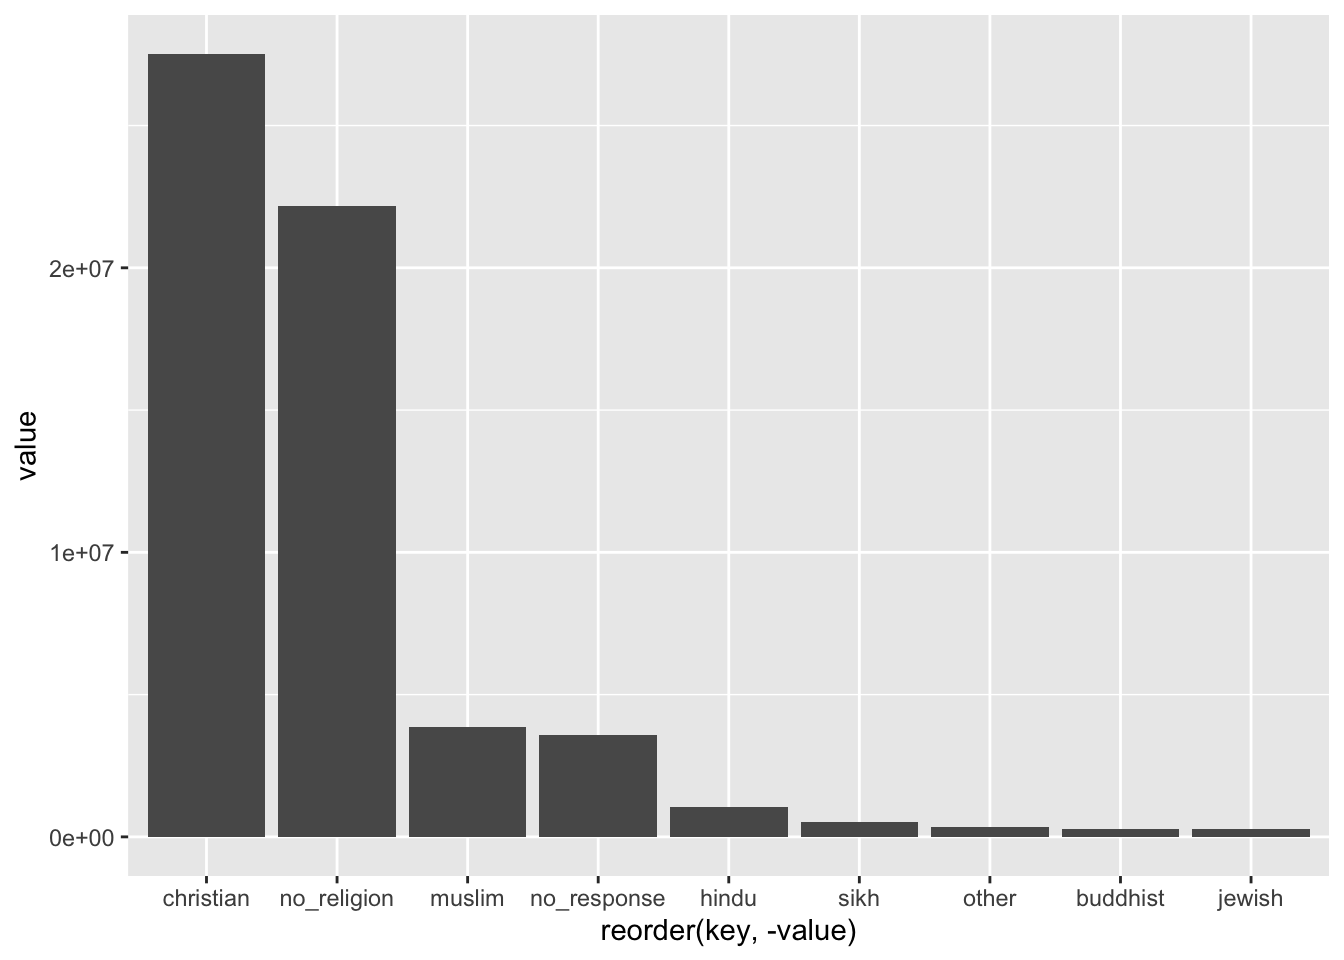 value
2e+07
1e+07
0e+00
christian no_religion muslim no_response hindu sikh other buddhist jewish
reorder(key, -value)